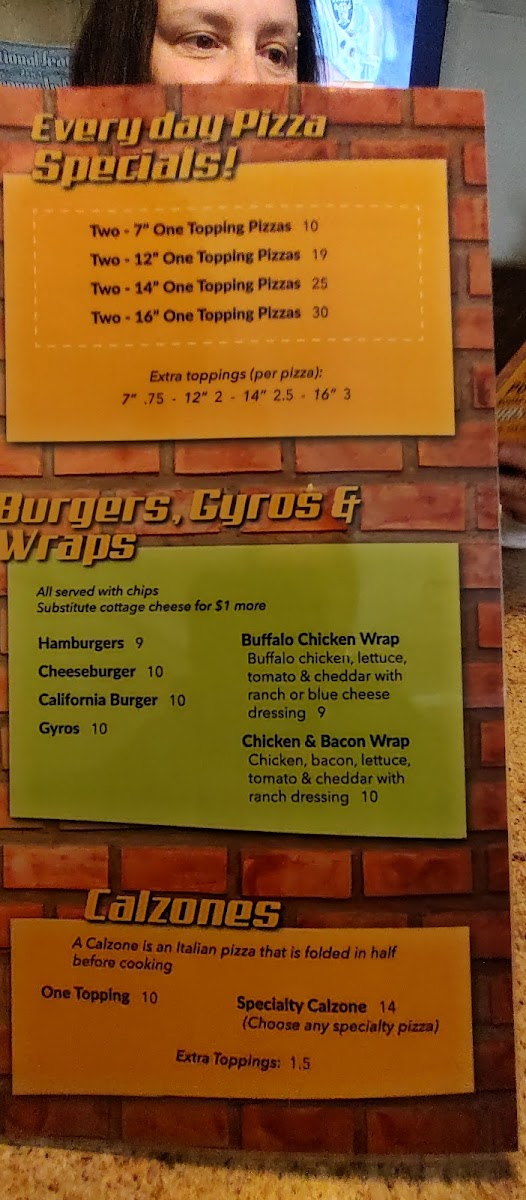 Every day Pizza
Specials!
Two - 7" One Topping Pizzas 10
Two - 12" One Topping Pizzas 19
Two - 14" One Topping Pizzas 25
Two - 16" One Topping Pizzas 30
Extra toppings (per pizza):
7" .75 - 12" 2 - 14" 2.5 - 16" 3
Burgers, Gyros &
Wraps
All served with chips
Substitute cottage cheese for $1 more
Hamburgers 9
Cheeseburger 10
California Burger 10
Gyros 10
Buffalo Chicken Wrap
Buffalo chicken, lettuce,
tomato & cheddar with
ranch or blue cheese
dressing 9
Chicken & Bacon Wrap
Chicken, bacon, lettuce,
tomato & cheddar with
ranch dressing 10
Calzones
A Calzone is an Italian pizza that is folded in half
before cooking
One Topping 10
Specialty Calzone 14
(Choose any specialty pizza)
Extra Toppings: 1.5